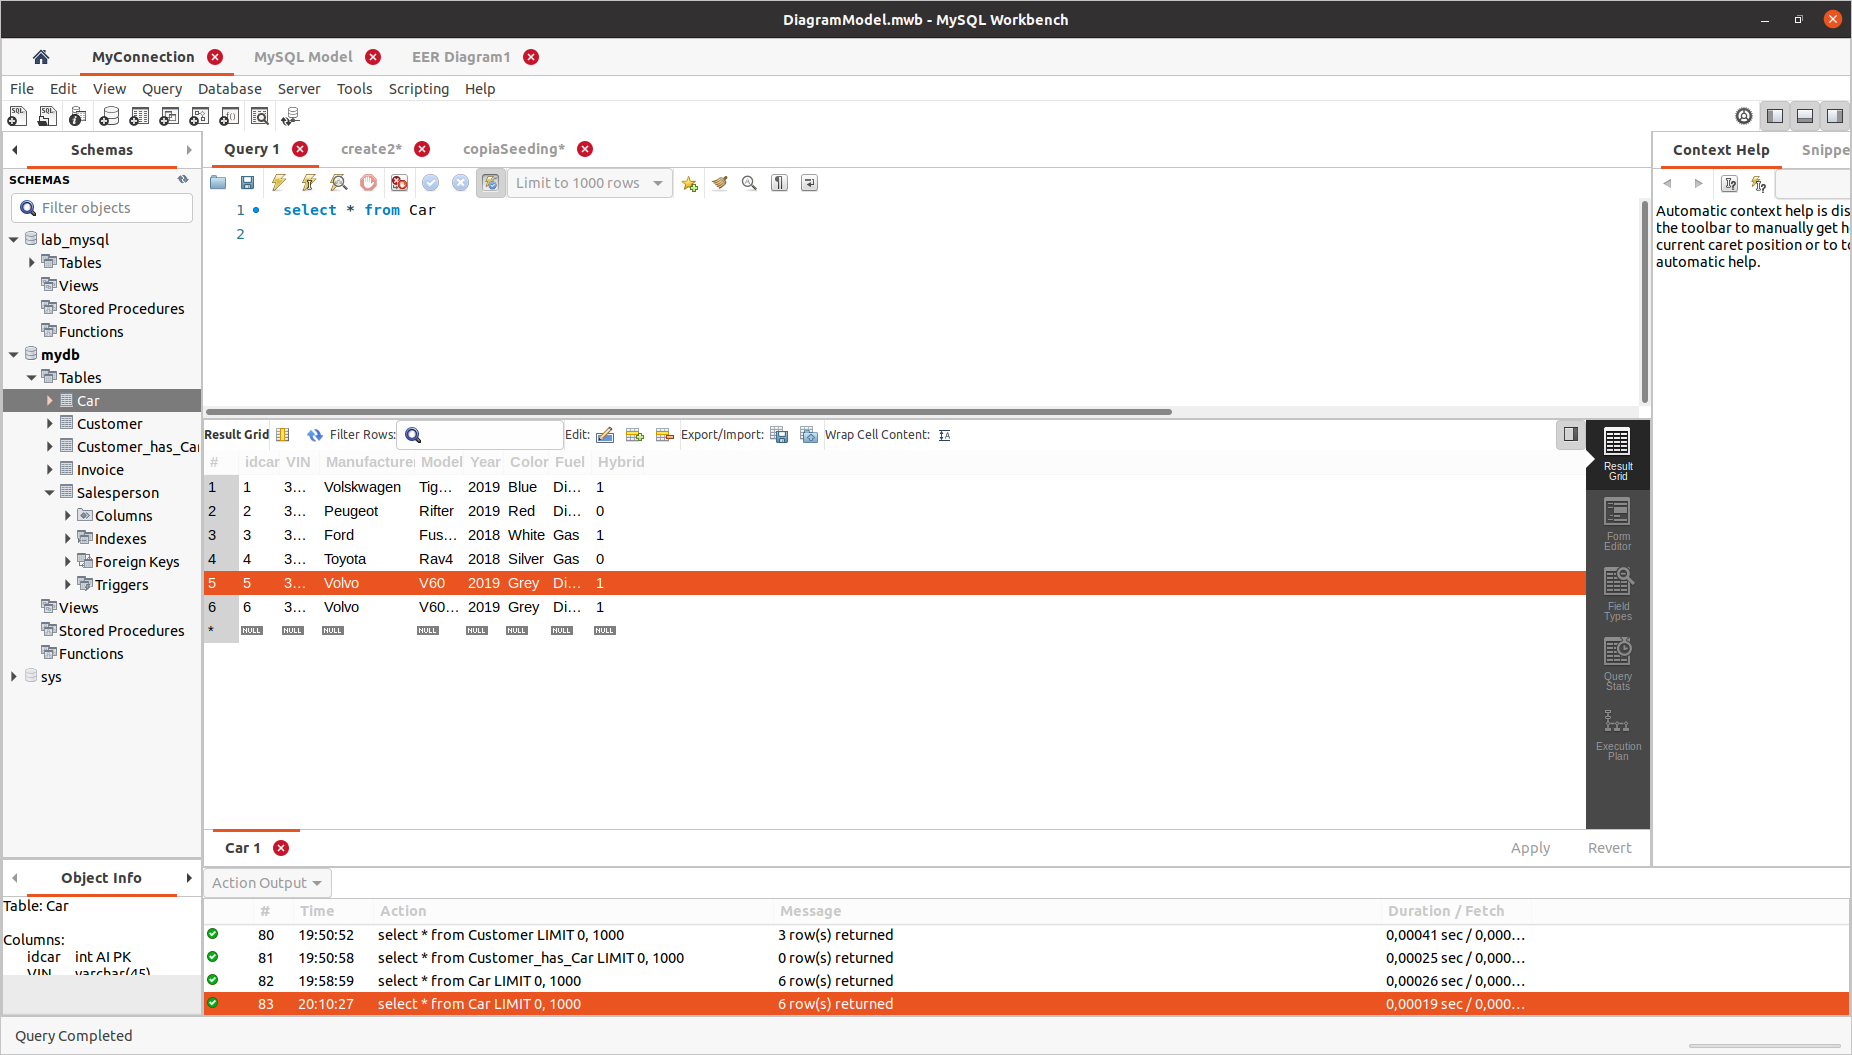 DiagramModel.mwb - MySQL Workbench
MyConnection MySQL Model EER Diagram1
File Edit View Query Database Server Tools Scripting Help
Schemas
SCHEMAS
Filter objects
lab_mysql
Tables
Views
Stored Procedures
Functions
mydb
Tables
Car
Customer
Customer_has_Car
Invoice
Salesperson
Columns
Indexes
Foreign Keys
Triggers
Views
Stored Procedures
Functions
sys
Object Info
Table: Car
Columns:
idcar int AI PK
VIN varchar(45)
Query 1 create2* copiaSeeding*
Limit to 1000 rows
1 select * from Car
2
Result Grid Filter Rows: Edit: Export/Import: Wrap Cell Content:
# idcar VIN Manufacturer Model Year Color Fuel Hybrid
1 1 3... Volskwagen Tig... 2019 Blue Di... 1
2 2 3... Peugeot Rifter 2019 Red Di... 0
3 3 3... Ford Fus... 2018 White Gas 1
4 4 3... Toyota Rav4 2018 Silver Gas 0
5 5 3... Volvo V60 2019 Grey Di... 1
6 6 3... Volvo V60... 2019 Grey Di... 1
* NULL NULL NULL NULL NULL NULL NULL NULL
Result Grid
Form Editor
Field Types
Query Stats
Execution Plan
Car 1 Apply Revert
Context Help Snippe
Automatic context help is dis
the toolbar to manually get h
current caret position or to to
automatic help.
Action Output
# Time Action Message Duration / Fetch
80 19:50:52 select * from Customer LIMIT 0, 1000 3 row(s) returned 0,00041 sec / 0,000...
81 19:50:58 select * from Customer_has_Car LIMIT 0, 1000 0 row(s) returned 0,00025 sec / 0,000...
82 19:58:59 select * from Car LIMIT 0, 1000 6 row(s) returned 0,00026 sec / 0,000...
83 20:10:27 select * from Car LIMIT 0, 1000 6 row(s) returned 0,00019 sec / 0,000...
Query Completed